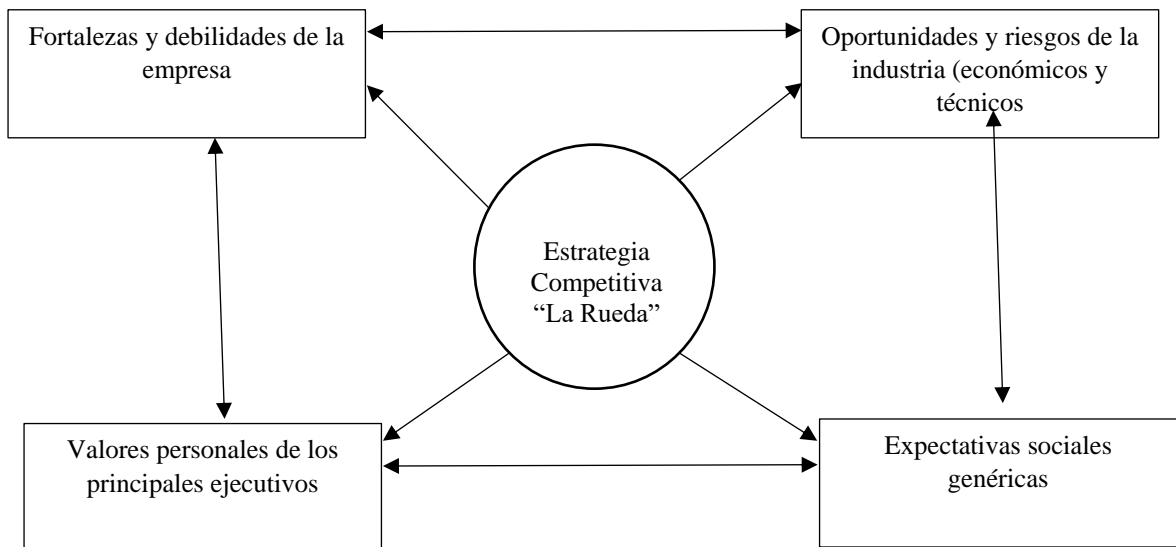 Fortalezas y debilidades de la
empresa
Oportunidades y riesgos de la
industria (económicos y
técnicos
Estrategia
Competitiva
“La Rueda”
Valores personales de los
principales ejecutivos
Expectativas sociales
genéricas